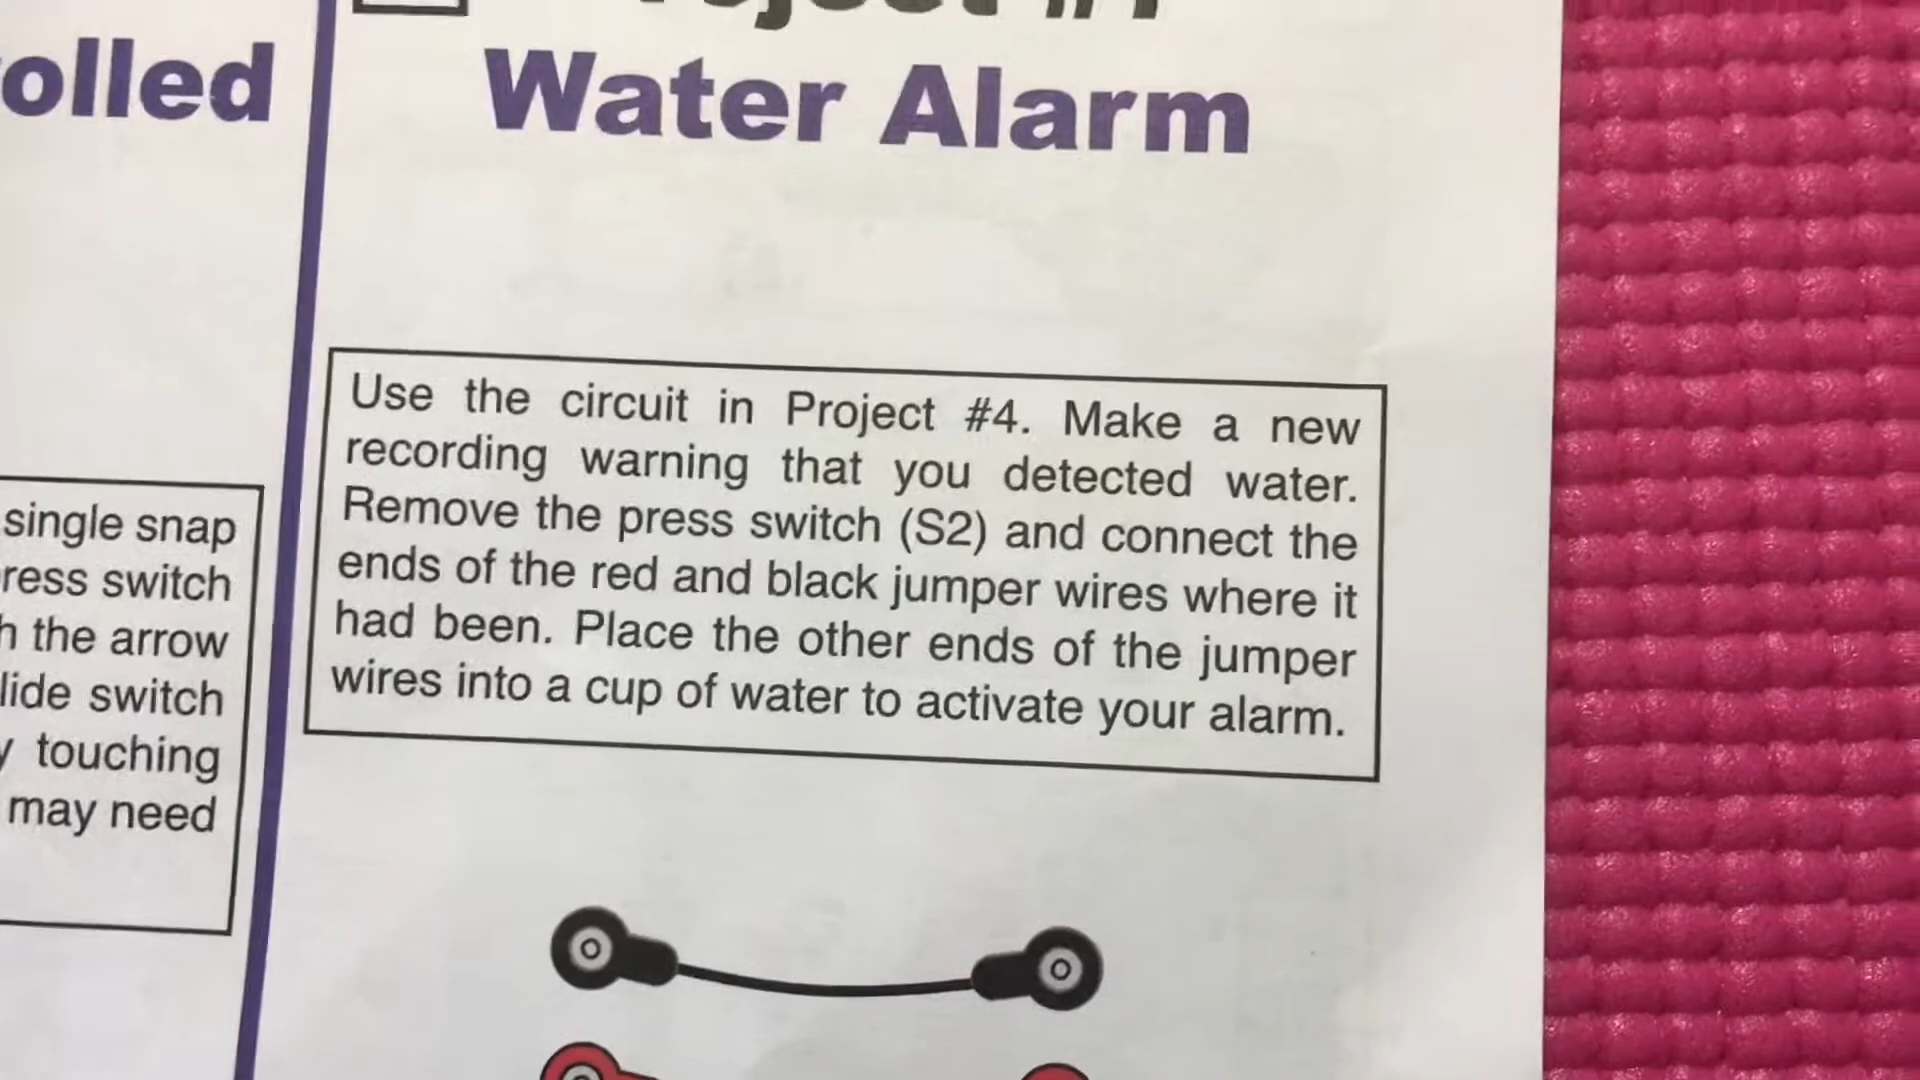 olled
single snap
switch
the arrow
switch
touching
may need
Water Alarm
Use the circuit in Project #4. Make a new
recording warning that you detected water.
Remove the press switch (S2) and connect the
ends of the red and black jumper wires where it
had been. Place the other ends of the jumper
wires into a cup of water to activate your alarm.